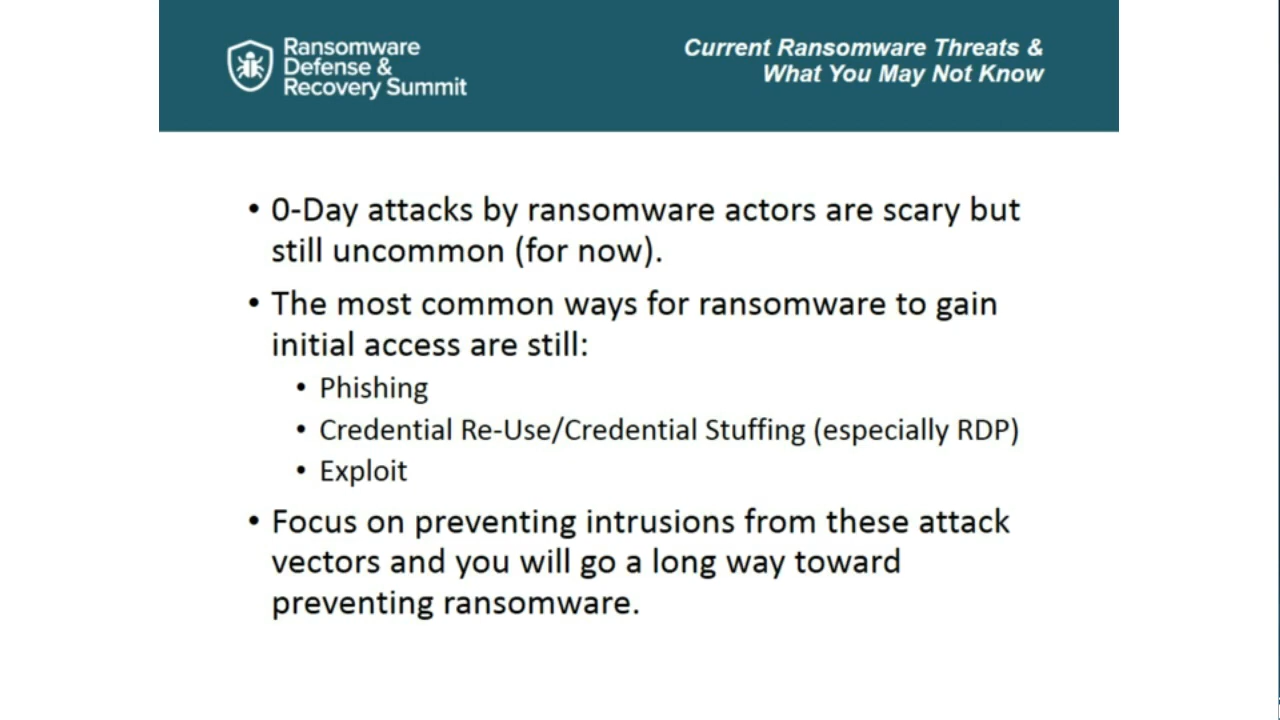 Ransomware
Defense &
Recovery Summit
Current Ransomware Threats &
What You May Not Know
• 0-Day attacks by ransomware actors are scary but
still uncommon (for now).
• The most common ways for ransomware to gain
initial access are still:
• Phishing
• Credential Re-Use/Credential Stuffing (especially RDP)
• Exploit
• Focus on preventing intrusions from these attack
vectors and you will go a long way toward
preventing ransomware.